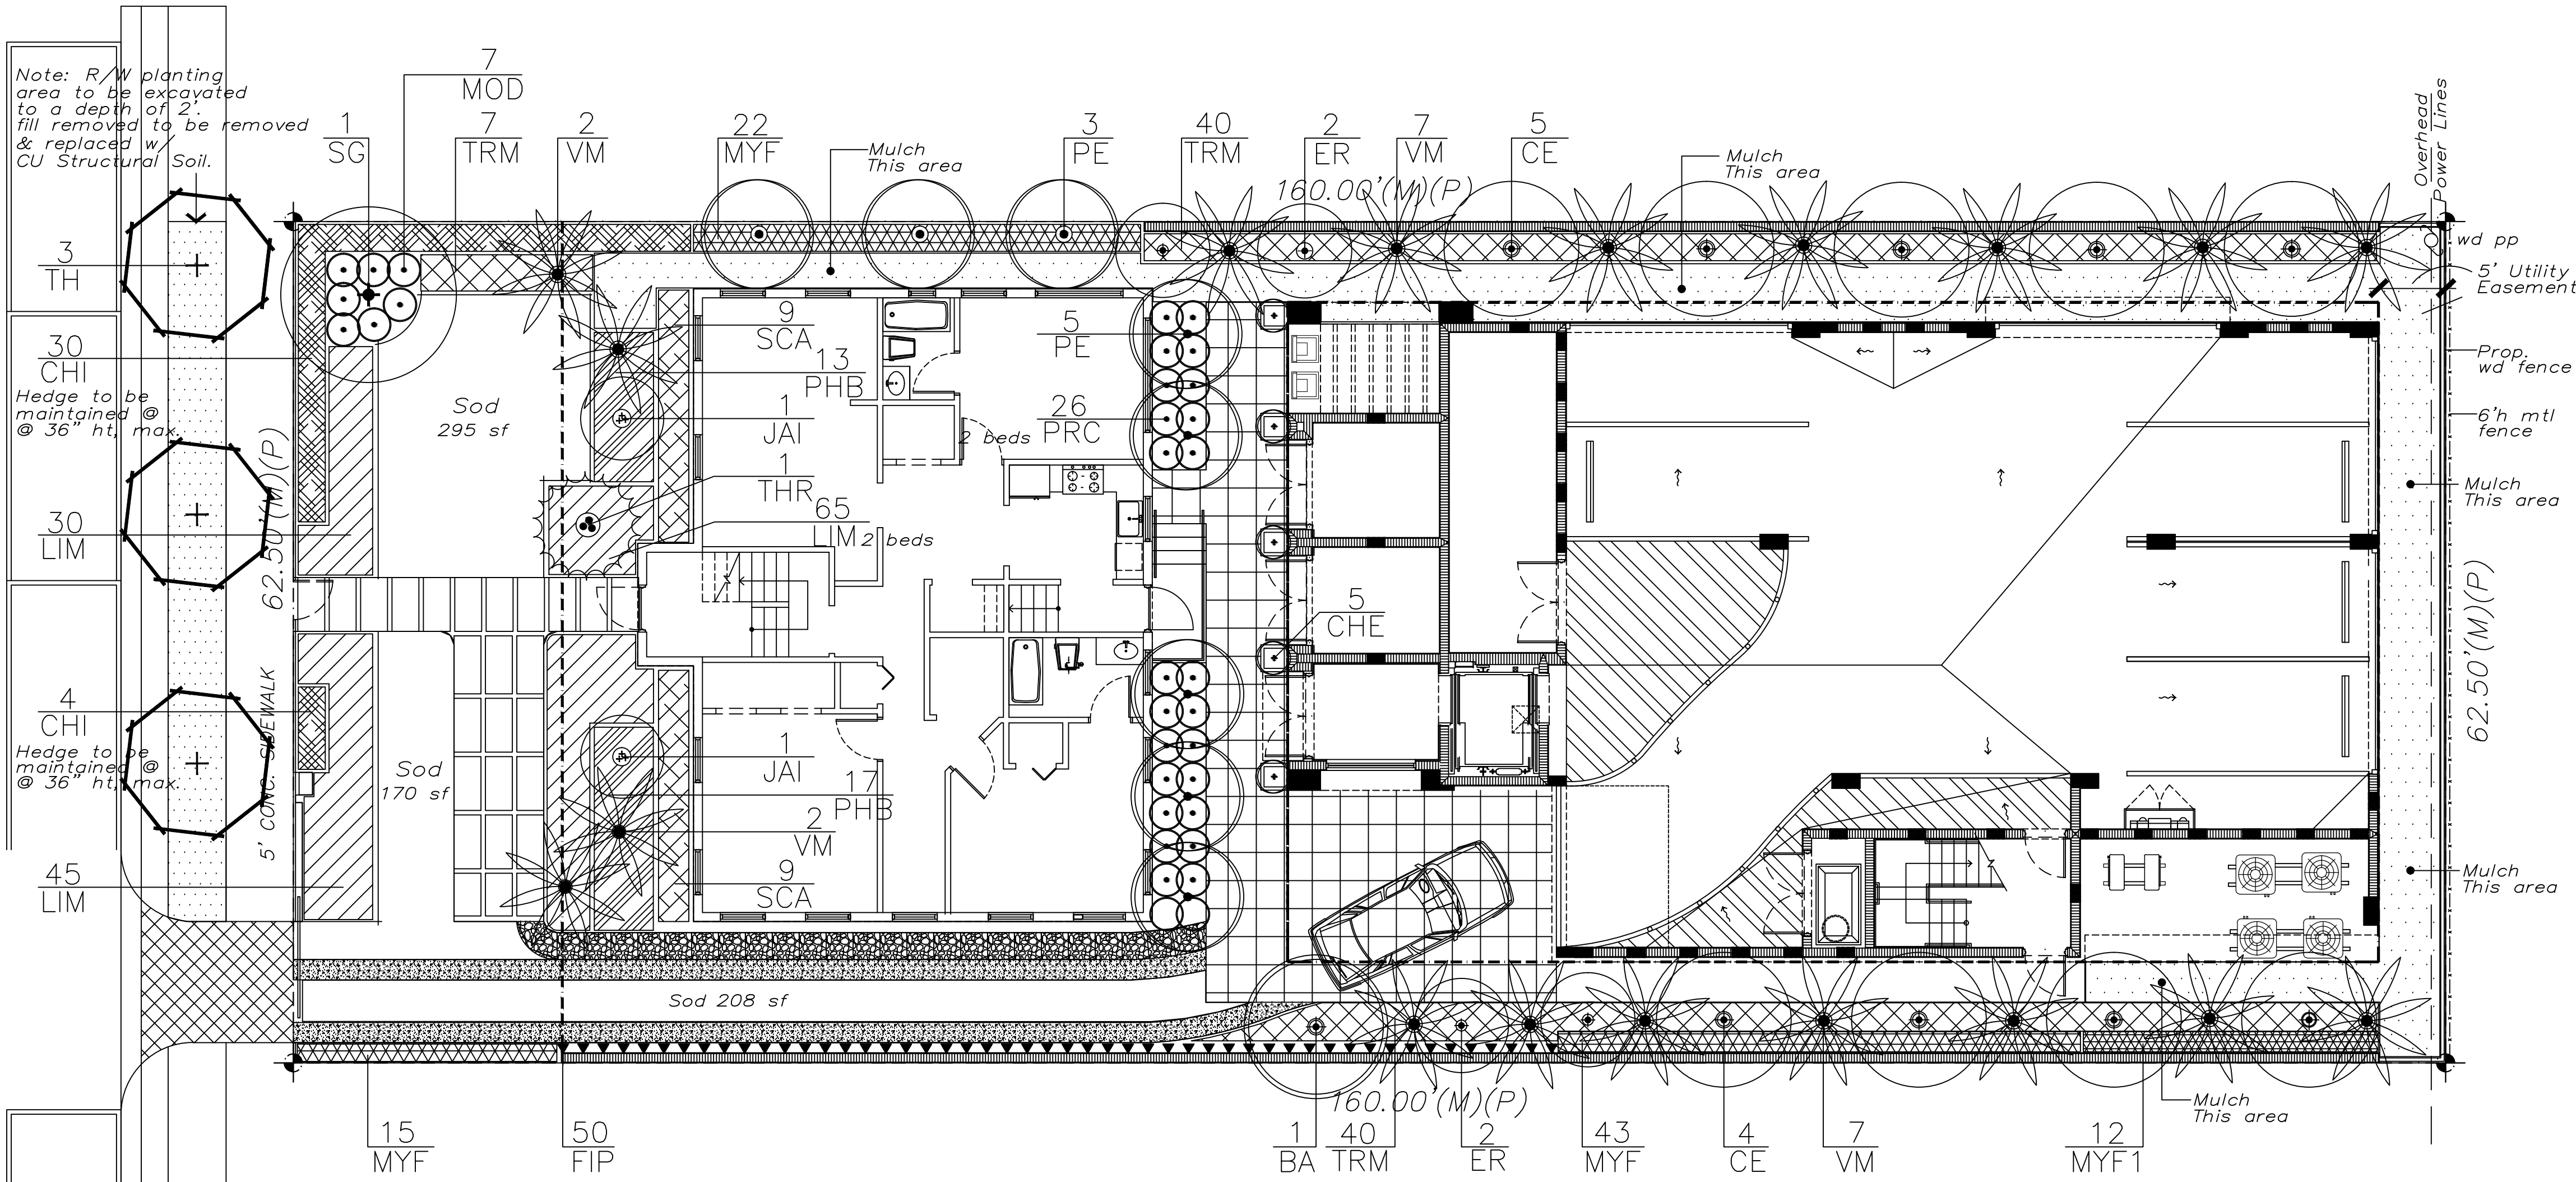 Note: R/W planting
area to be excavated
to a depth of 2'.
fill removed to be removed
& replaced w/
CU Structural Soil.
7
MOD
1
SG
7
TRM
2
VM
22
MYF
Mulch
This area
3
PE
40
TRM
2
ER
7
VM
5
CE
Mulch
This area
160.00'(M)(P)
Overhead
Power Lines
wd pp
5' Utility
Easement
Prop.
wd fence
6'h mtl
fence
Mulch
This area
62.50'(M)(P)
Mulch
This area
3
TH
30
CHI
Hedge to be
maintained @
@ 36" ht, max.
30
LIM
62.50'(M)(P)
4
CHI
Hedge to be
maintained @
@ 36" ht, max.
45
LIM
5' CONC. SIDEWALK
Sod
295 sf
9
SCA
13
PHB
1
JAI
1
THR
65
LIM
2 beds
2 beds
5
PE
26
PRC
5
CHE
Sod
170 sf
1
JAI
17
PHB
2
VM
9
SCA
Sod 208 sf
160.00'(M)(P)
15
MYF
50
FIP
1
BA
40
TRM
2
ER
43
MYF
4
CE
7
VM
12
MYF1
Mulch
This area